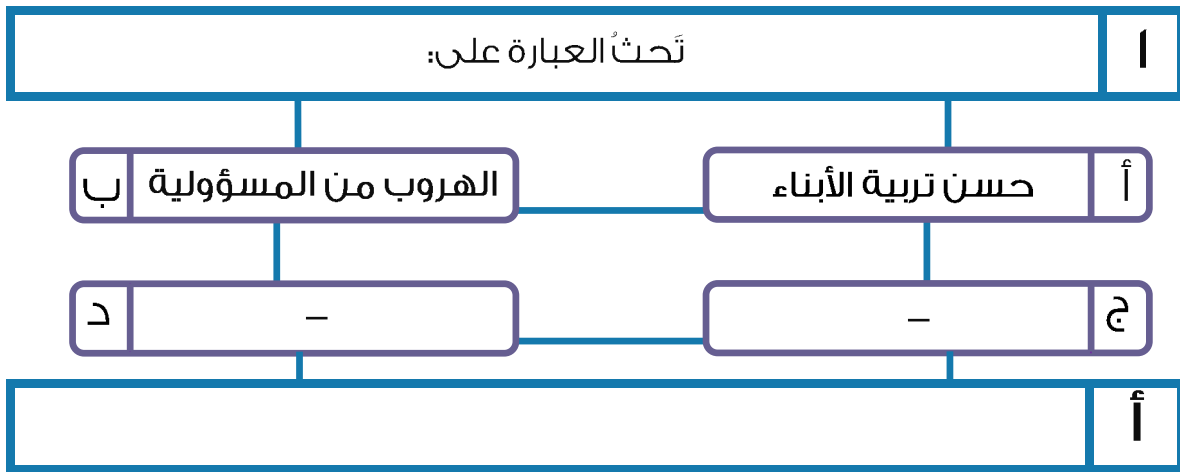 ا تَحثُ العبارة على:
أ حسن تربية الأبناء
ب الهروب من المسؤولية
ج –
د –
أ